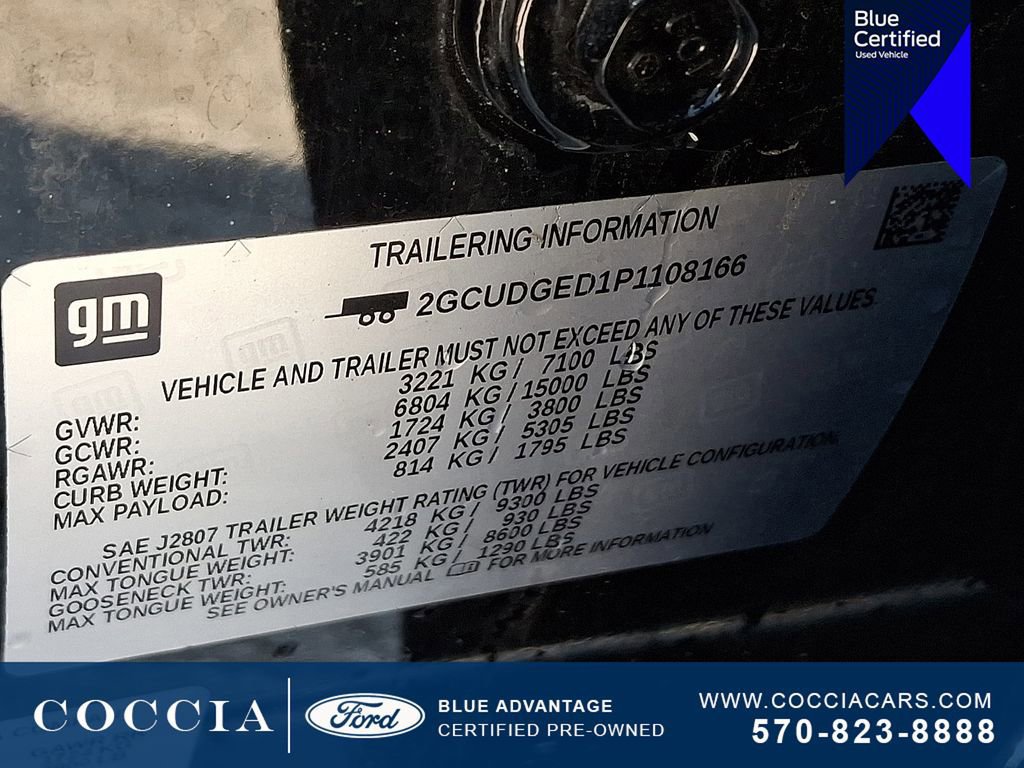 Blue
Certified
Used Vehicle
TRAILERING INFORMATION
gm
2GCUDGED1P1108166
VEHICLE AND TRAILER MUST NOT EXCEED ANY OF THESE VALUES
GVWR: 3221 KG / 7100 LBS
GCWR: 6804 KG / 15000 LBS
RGAWR: 1724 KG / 3800 LBS
CURB WEIGHT: 2407 KG / 5305 LBS
MAX PAYLOAD: 814 KG / 1795 LBS
SAE J2807 TRAILER WEIGHT RATING (TWR) FOR VEHICLE CONFIGURATION
CONVENTIONAL TWR: 4218 KG / 9300 LBS
MAX TONGUE WEIGHT: 422 KG / 930 LBS
GOOSENECK TWR: 3901 KG / 8600 LBS
MAX TONGUE WEIGHT: 585 KG / 1290 LBS
SEE OWNER'S MANUAL FOR MORE INFORMATION
COCCIA
Ford
BLUE ADVANTAGE
CERTIFIED PRE-OWNED
WWW.COCCIACARS.COM
570-823-8888